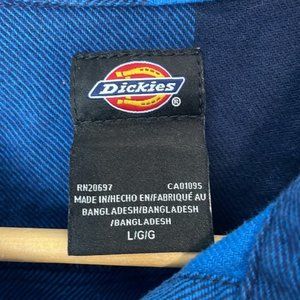 Dickies
®
RN20697 CA01095
MADE IN/HECHO EN/FABRIQUÉ AU
BANGLADESH/BANGLADESH
/BANGLADESH
L/G/G